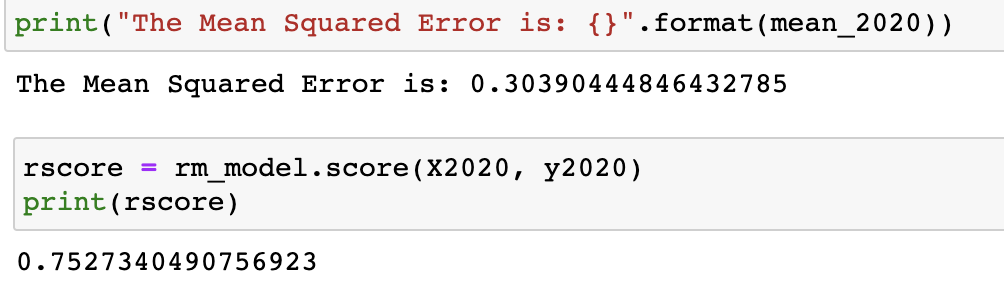 print("The Mean Squared Error is: {}".format(mean_2020))
The Mean Squared Error is: 0.30390444846432785
rscore = rm_model.score(X2020, y2020)
print(rscore)
0.7527340490756923